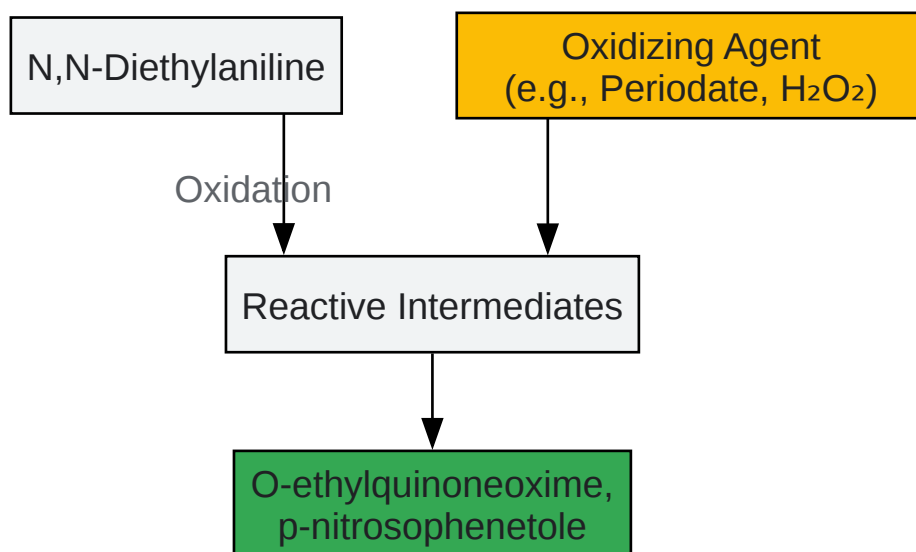 N,N-Diethylaniline
Oxidizing Agent
(e.g., Periodate, H₂O₂)
Oxidation
Reactive Intermediates
O-ethylquinoneoxime,
p-nitrosophenetole